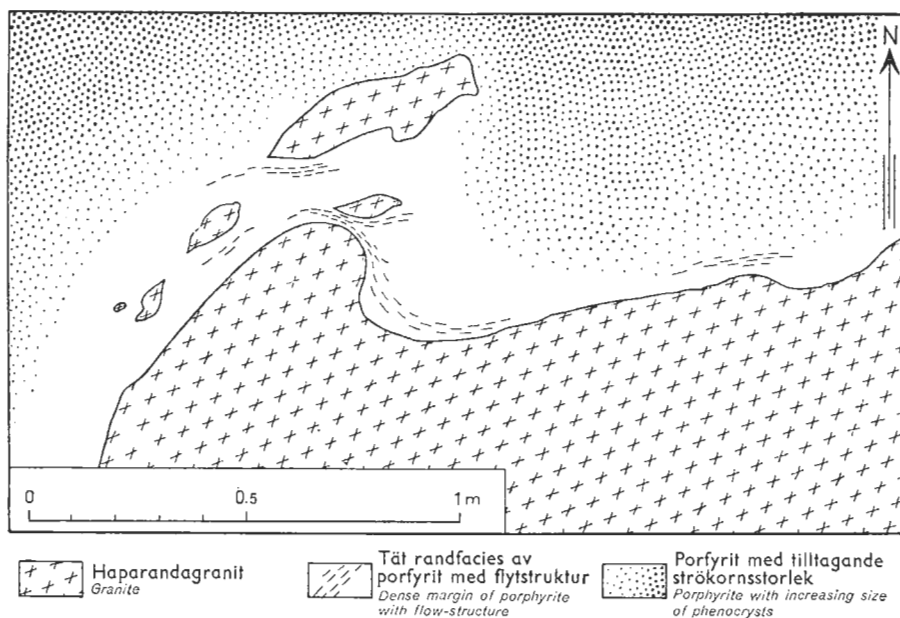 N
0 0.5 1 m
Haparandagranit
Granite
Tät randfacies av
porfyrit med flytstruktur
Dense margin of porphyrite
with flow-structure
Porfyrit med tilltagande
strökornsstorlek
Porphyrite with increasing size
of phenocrysts